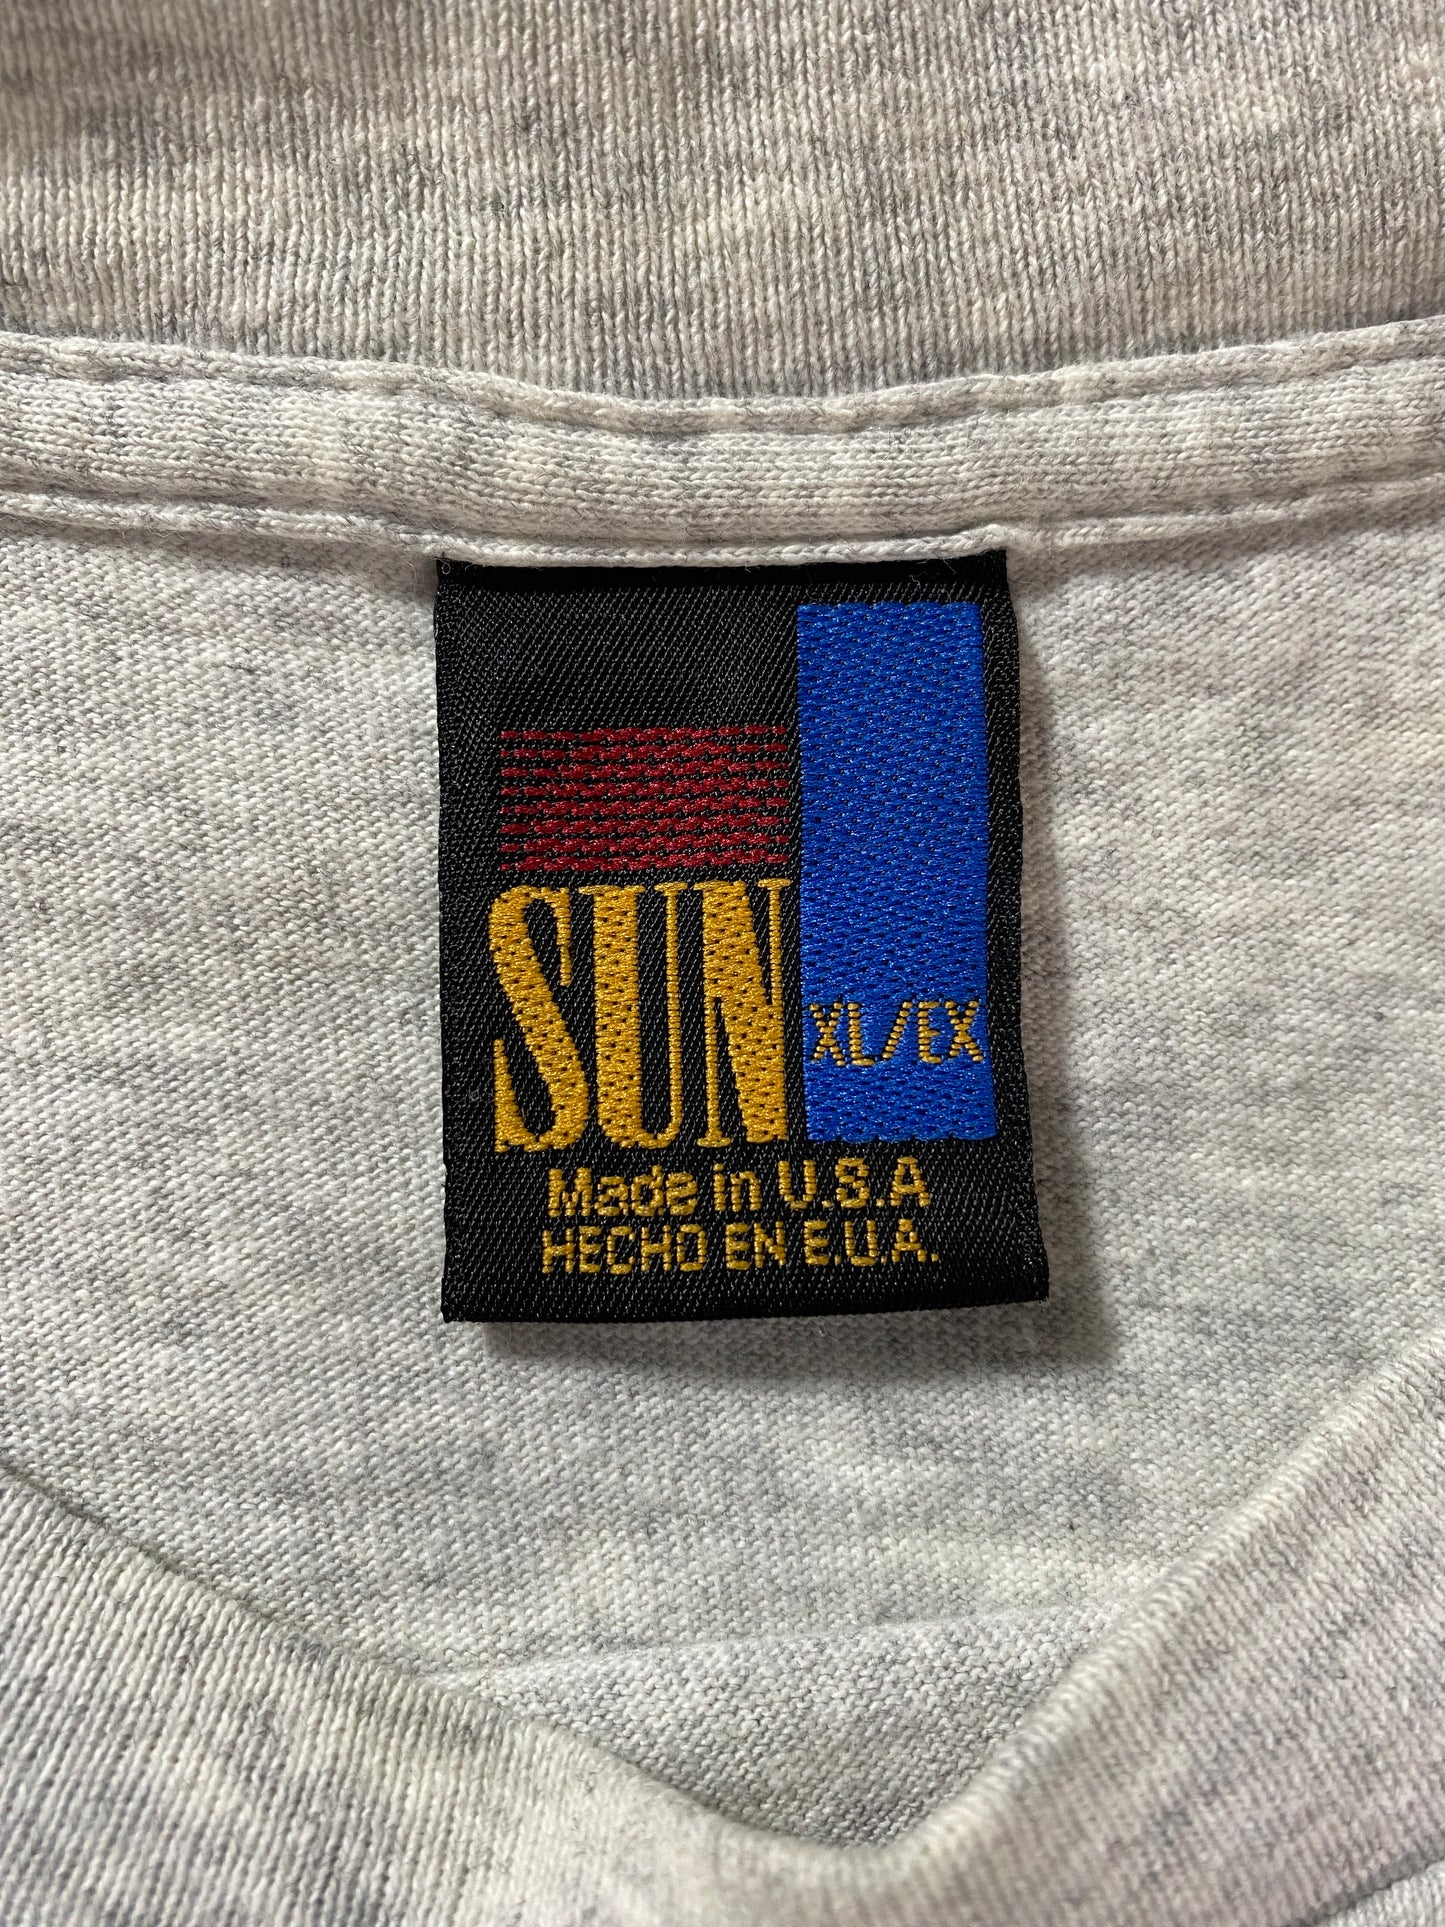 SUN
XL/EX
Made in U.S.A
HECHO EN E.U.A.